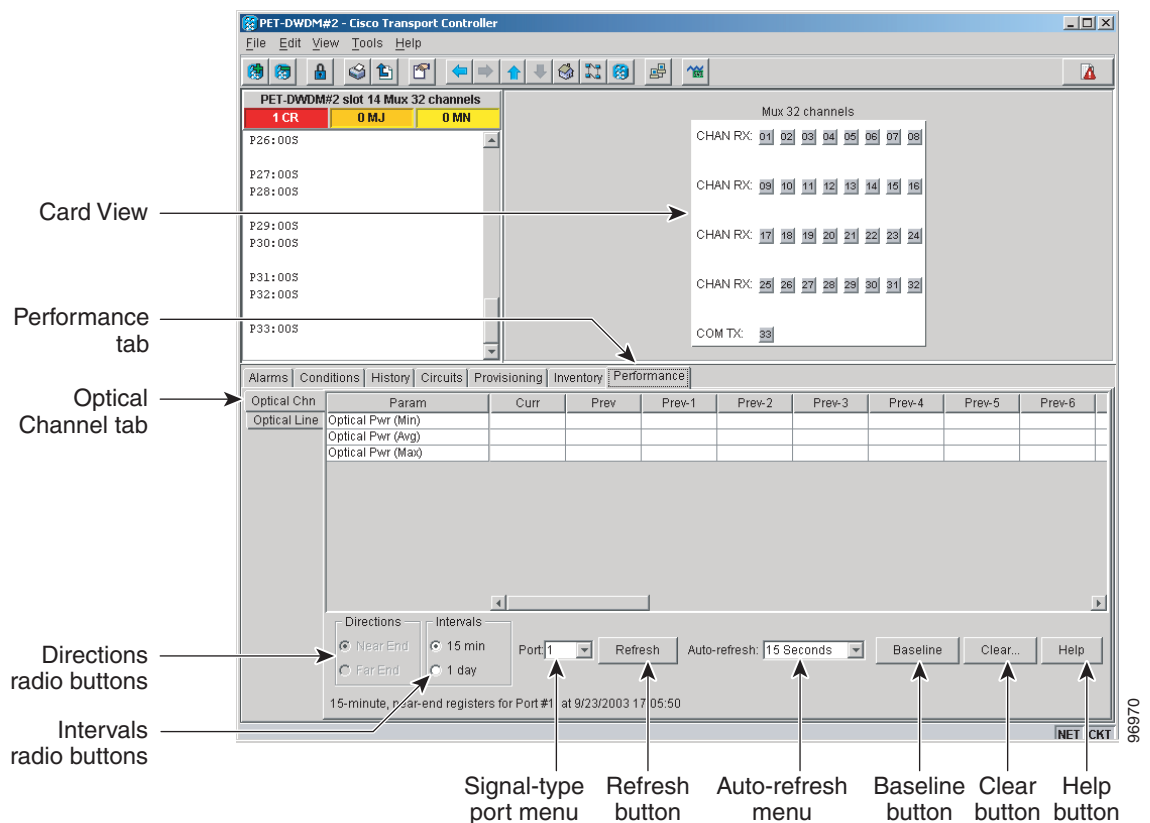 PET-DWDM#2 - Cisco Transport Controller
File Edit View Tools Help
PET-DWDM#2 slot 14 Mux 32 channels
1 CR 0 MJ 0 MN
P26:OOS
P27:OOS
P28:OOS
P29:OOS
P30:OOS
P31:OOS
P32:OOS
P33:OOS
Mux 32 channels
CHAN RX: 01 02 03 04 05 06 07 08
CHAN RX: 09 10 11 12 13 14 15 16
CHAN RX: 17 18 19 20 21 22 23 24
CHAN RX: 25 26 27 28 29 30 31 32
COM TX: 33
Card View
Performance
tab
Optical
Channel tab
Alarms Conditions History Circuits Provisioning Inventory Performance
Optical Chn
Optical Line
Param Curr Prev Prev-1 Prev-2 Prev-3 Prev-4 Prev-5 Prev-6
Optical Pwr (Min)
Optical Pwr (Avg)
Optical Pwr (Max)
Directions
Near End
Far End
Intervals
15 min
1 day
Port: 1 Refresh Auto-refresh: 15 Seconds Baseline Clear... Help
15-minute, near-end registers for Port #1 at 9/23/2003 17:05:50
NET CKT
Directions
radio buttons
Intervals
radio buttons
Signal-type
port menu
Refresh
button
Auto-refresh
menu
Baseline
button
Clear
button
Help
button
96970